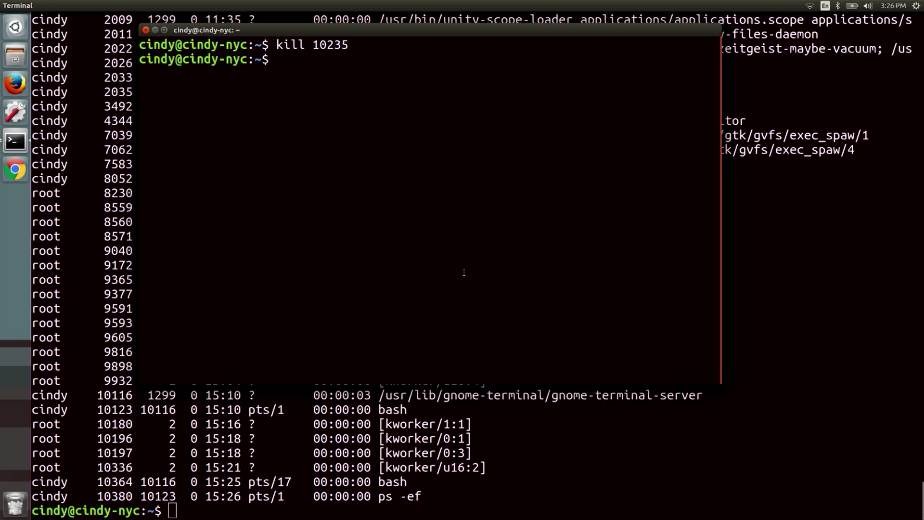 Terminal
3:26 PM
cindy 2009 1299 0 11:35 ? 00:00:00 /usr/bin/unity-scope-loader applications/applications.scope applications/s
cindy@cindy-nyc: ~
cindy 2011 y-files-daemon
cindy@cindy-nyc:~$ kill 10235
cindy 2022 zeitgeist-maybe-vacuum; /us
cindy@cindy-nyc:~$
cindy 2026
cindy 2033
cindy 2035
cindy 3492
cindy 4344 itor
cindy 7039 /gtk/gvfs/exec_spaw/1
cindy 7062 tk/gvfs/exec_spaw/4
cindy 7583
cindy 8052
root 8230
root 8559
root 8560
root 8571
root 9040
root 9172
root 9365
root 9377
root 9591
root 9593
root 9605
root 9816
root 9898
root 9932
cindy 10116 1299 0 15:10 ? 00:00:03 /usr/lib/gnome-terminal/gnome-terminal-server
cindy 10123 10116 0 15:10 pts/1 00:00:00 bash
root 10180 2 0 15:16 ? 00:00:00 [kworker/1:1]
root 10196 2 0 15:18 ? 00:00:00 [kworker/0:1]
root 10197 2 0 15:18 ? 00:00:00 [kworker/0:3]
root 10336 2 0 15:21 ? 00:00:00 [kworker/u16:2]
cindy 10364 10116 0 15:25 pts/17 00:00:00 bash
cindy 10380 10123 0 15:26 pts/1 00:00:00 ps -ef
cindy@cindy-nyc:~$